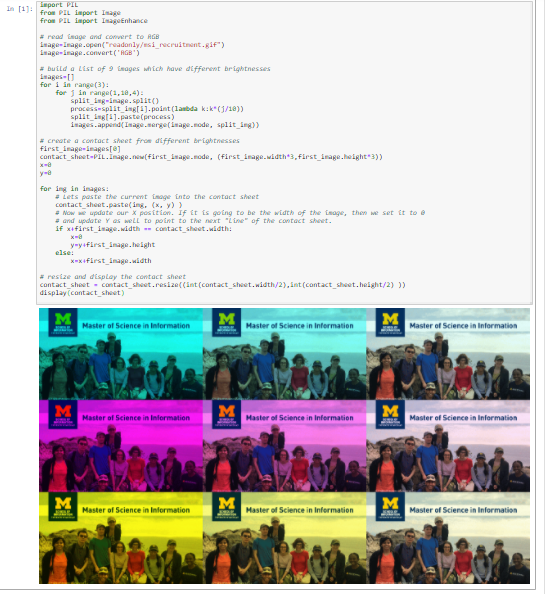 In [1]:
import PIL
from PIL import Image
from PIL import ImageEnhance
# read image and convert to RGB
image=Image.open("readonly/msi_recruitment.gif")
image=image.convert('RGB')
# build a list of 9 images which have different brightnesses
images=[]
for i in range(3):
for j in range(1,10,4):
split_img=image.split()
process=split_img[i].point(lambda k:k*(j/10))
split_img[i].paste(process)
images.append(Image.merge(image.mode, split_img))
# create a contact sheet from different brightnesses
first_image=images[0]
contact_sheet=PIL.Image.new(first_image.mode, (first_image.width*3,first_image.height*3))
x=0
y=0
for img in images:
# Lets paste the current image into the contact sheet
contact_sheet.paste(img, (x, y) )
# Now we update our X position. If it is going to be the width of the image, then we set it to 0
# and update Y as well to point to the next "line" of the contact sheet.
if x+first_image.width == contact_sheet.width:
x=0
y=y+first_image.height
else:
x=x+first_image.width
# resize and display the contact sheet
contact_sheet = contact_sheet.resize((int(contact_sheet.width/2),int(contact_sheet.height/2) ))
display(contact_sheet)
M Master of Science in Information M Master of Science in Information M Master of Science in Information
M Master of Science in Information M Master of Science in Information M Master of Science in Information
M Master of Science in Information M Master of Science in Information M Master of Science in Information